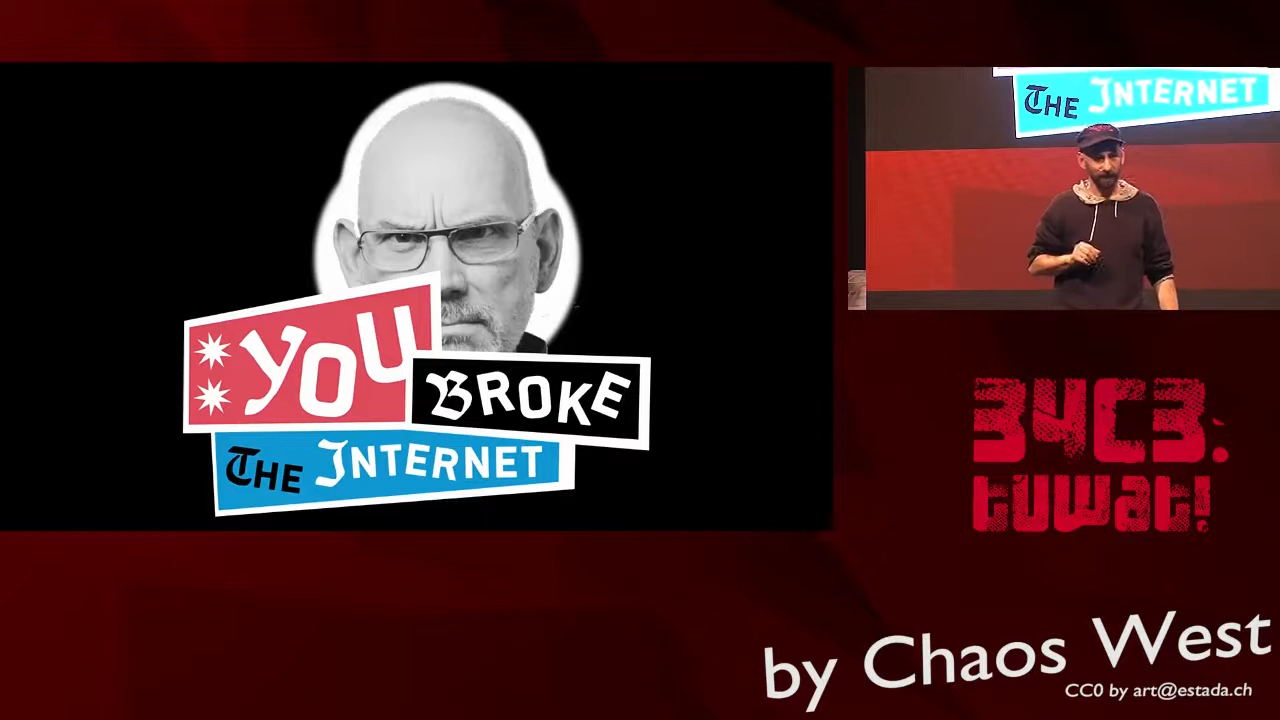 YOU
BROKE
THE INTERNET
THE INTERNET
34C3:
tuwat!
by Chaos West
CC0 by art@estada.ch